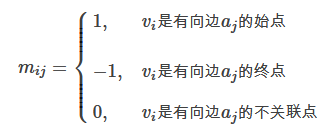 1, v_i是有向边a_j的始点
m_{ij} = { -1, v_i是有向边a_j的终点
0, v_i是有向边a_j的不关联点